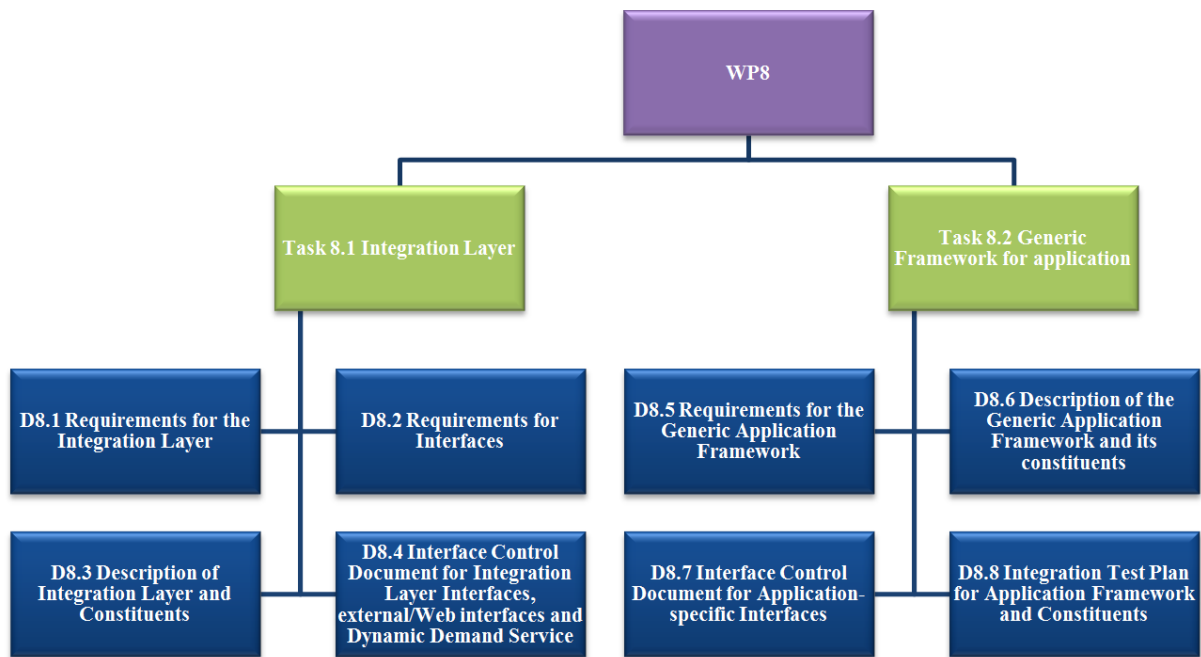 WP8
Task 8.1 Integration Layer
Task 8.2 Generic
Framework for application
D8.1 Requirements for the
Integration Layer
D8.2 Requirements for
Interfaces
D8.5 Requirements for the
Generic Application
Framework
D8.6 Description of the
Generic Application
Framework and its
constituents
D8.3 Description of
Integration Layer and
Constituents
D8.4 Interface Control
Document for Integration
Layer Interfaces,
external/Web interfaces and
Dynamic Demand Service
D8.7 Interface Control
Document for Application-
specific Interfaces
D8.8 Integration Test Plan
for Application Framework
and Constituents